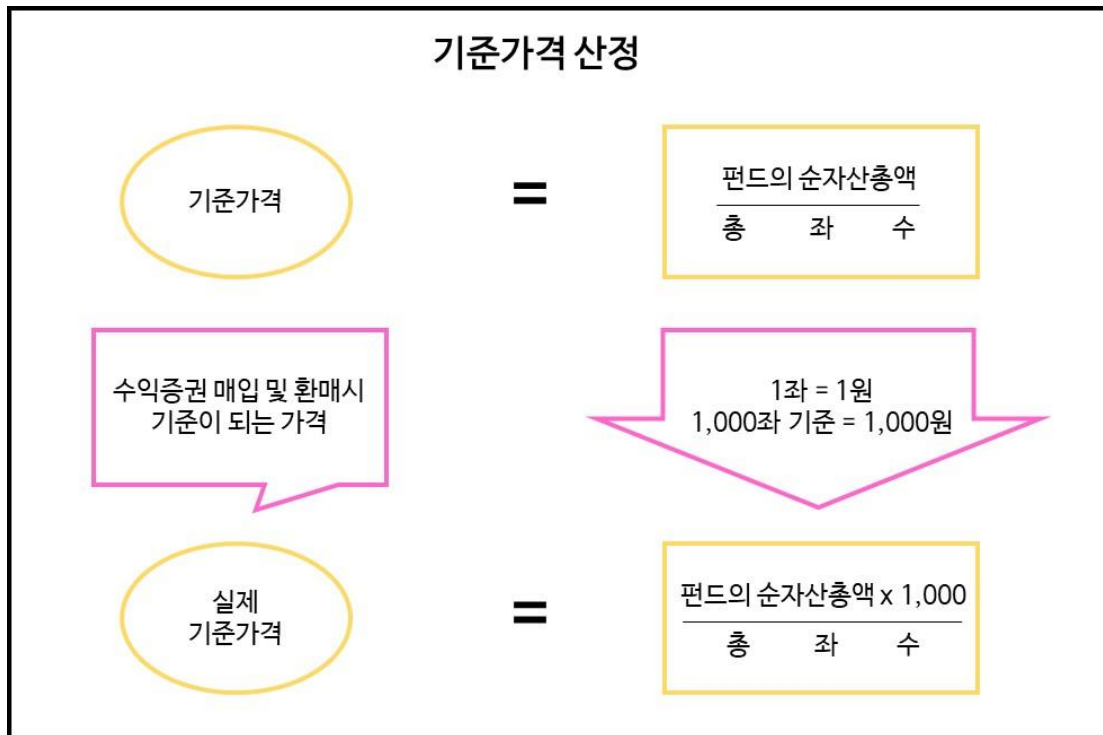 기준가격 산정
기준가격
=
펀드의 순자산총액
총 좌 수
수익증권 매입 및 환매시
기준이 되는 가격
1좌 = 1원
1,000좌 기준 = 1,000원
실제
기준가격
=
펀드의 순자산총액 x 1,000
총 좌 수